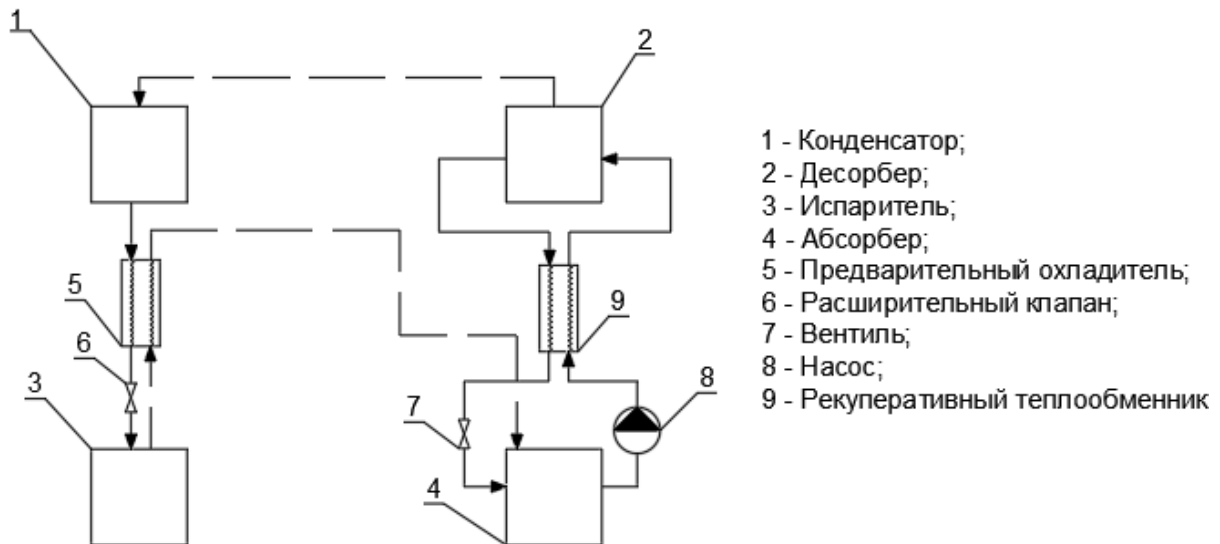 1
2
1 - Конденсатор;
2 - Десорбер;
3 - Испаритель;
4 - Абсорбер;
5 - Предварительный охладитель;
6 - Расширительный клапан;
7 - Вентиль;
8 - Насос;
9 - Рекуперативный теплообменник
5
9
6
3
7
8
4